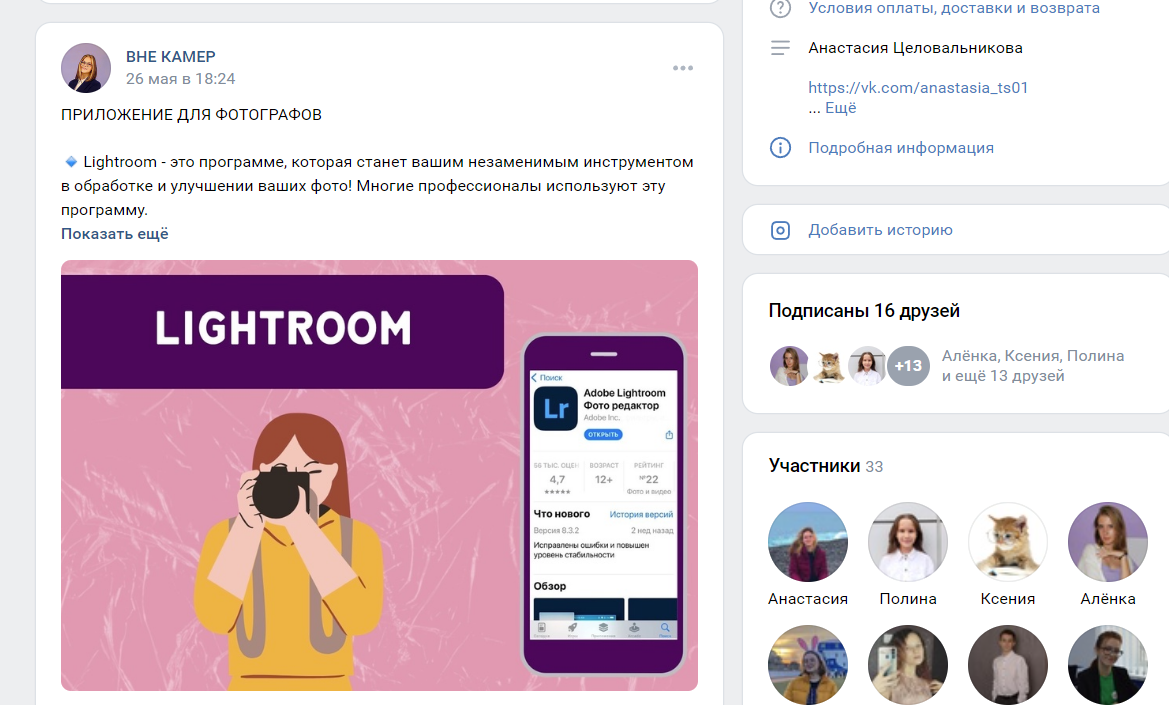 ВНЕ КАМЕР
26 мая в 18:24
ПРИЛОЖЕНИЕ ДЛЯ ФОТОГРАФОВ
Lightroom - это программе, которая станет вашим незаменимым инструментом
в обработке и улучшении ваших фото! Многие профессионалы используют эту
программу.
Показать ещё
LIGHTROOM
Поиск
Lr
Adobe Lightroom
Фото редактор
Adobe Inc.
ОТКРЫТЬ
56 ТЫС. ОЦЕН
ВОЗРАСТ
РЕЙТИНГ
4,7
12+
№22
★★★★★
Фото и видео
Что нового
История версий
Версия 8.3.2
2 нед назад
Исправлены ошибки и повышен
уровень стабильности
Обзор
Условия оплаты, доставки и возврата
Анастасия Целовальникова
https://vk.com/anastasia_ts01
... Ещё
Подробная информация
Добавить историю
Подписаны 16 друзей
+13
Алёнка, Ксения, Полина
и ещё 13 друзей
Участники 33
Анастасия
Полина
Ксения
Алёнка